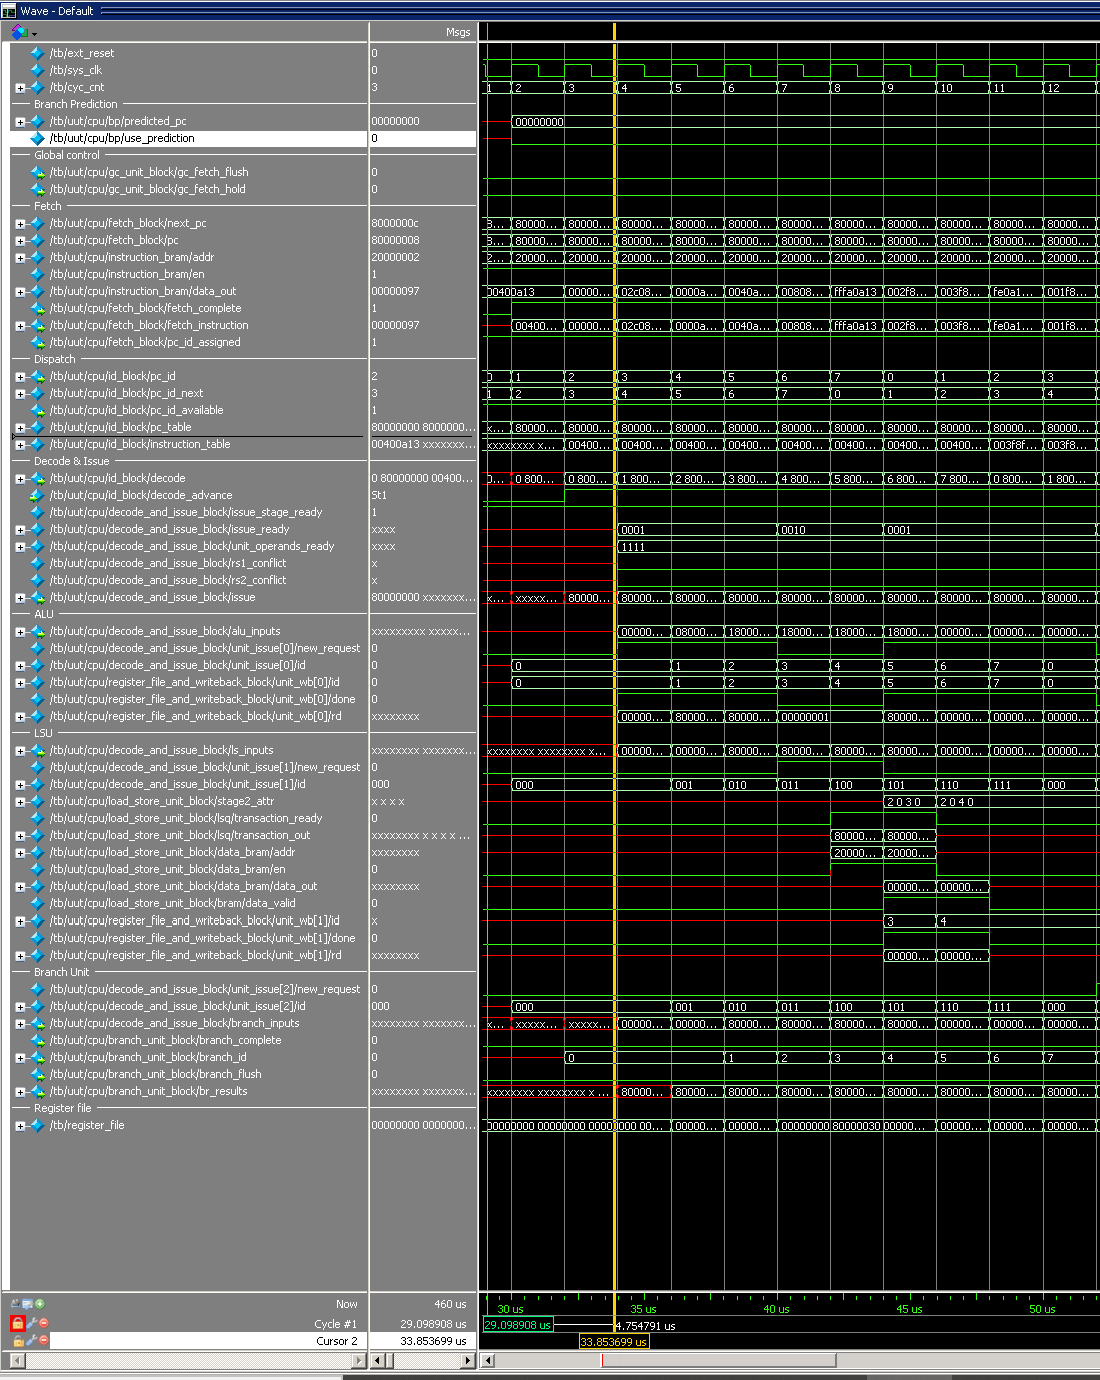 Wave - Default
Msgs
/tb/ext_reset 0
/tb/sys_clk 0
/tb/cyc_cnt 3 1 2 3 4 5 6 7 8 9 10 11 12
Branch Prediction
/tb/uut/cpu/bp/predicted_pc 00000000 00000000
/tb/uut/cpu/bp/use_prediction 0
Global control
/tb/uut/cpu/gc_unit_block/gc_fetch_flush 0
/tb/uut/cpu/gc_unit_block/gc_fetch_hold 0
Fetch
/tb/uut/cpu/fetch_block/next_pc 8000000c 8... 80000... 80000... 80000... 80000... 80000... 80000... 80000... 80000... 80000... 80000... 80000...
/tb/uut/cpu/fetch_block/pc 80000008 8... 80000... 80000... 80000... 80000... 80000... 80000... 80000... 80000... 80000... 80000... 80000...
/tb/uut/cpu/instruction_bram/addr 20000002 2... 20000... 20000... 20000... 20000... 20000... 20000... 20000... 20000... 20000... 20000... 20000...
/tb/uut/cpu/instruction_bram/en 1
/tb/uut/cpu/instruction_bram/data_out 00000097 00400a13 00000... 02c08... 0000a... 0040a... 00808... fffa0a13 002f8... 003f8... fe0a1... 001f8...
/tb/uut/cpu/fetch_block/fetch_complete 1
/tb/uut/cpu/fetch_block/fetch_instruction 00000097 00400... 00000... 02c08... 0000a... 0040a... 00808... fffa0a13 002f8... 003f8... fe0a1... 001f8...
/tb/uut/cpu/fetch_block/pc_id_assigned 1
Dispatch
/tb/uut/cpu/id_block/pc_id 2 0 1 2 3 4 5 6 7 0 1 2 3
/tb/uut/cpu/id_block/pc_id_next 3 1 2 3 4 5 6 7 0 1 2 3 4
/tb/uut/cpu/id_block/pc_id_available 1
/tb/uut/cpu/id_block/pc_table 80000000 8000000... x... 80000... 80000... 80000... 80000... 80000... 80000... 80000... 80000... 80000... 80000... 80000...
/tb/uut/cpu/id_block/instruction_table 00400a13 xxxxxxx... xxxxxxxx x... 00400... 00400... 00400... 00400... 00400... 00400... 00400... 00400... 003f8f... 003f8...
Decode & Issue
/tb/uut/cpu/id_block/decode 0 80000000 00400... 0... 0 800... 0 800... 1 800... 2 800... 3 800... 4 800... 5 800... 6 800... 7 800... 0 800... 1 800...
/tb/uut/cpu/id_block/decode_advance St1
/tb/uut/cpu/decode_and_issue_block/issue_stage_ready 1
/tb/uut/cpu/decode_and_issue_block/issue_ready xxxx 0001 0010 0001
/tb/uut/cpu/decode_and_issue_block/unit_operands_ready xxxx 1111
/tb/uut/cpu/decode_and_issue_block/rs1_conflict x
/tb/uut/cpu/decode_and_issue_block/rs2_conflict x
/tb/uut/cpu/decode_and_issue_block/issue 80000000 xxxxxxx... x... xxxxx... 80000... 80000... 80000... 80000... 80000... 80000... 80000... 80000... 80000... 80000...
ALU
/tb/uut/cpu/decode_and_issue_block/alu_inputs xxxxxxxxx xxxxx... 00000... 08000... 18000... 18000... 18000... 18000... 00000... 00000... 00000...
/tb/uut/cpu/decode_and_issue_block/unit_issue[0]/new_request 0
/tb/uut/cpu/decode_and_issue_block/unit_issue[0]/id 0 0 1 2 3 4 5 6 7 0
/tb/uut/cpu/register_file_and_writeback_block/unit_wb[0]/id 0 0 1 2 3 4 5 6 7 0
/tb/uut/cpu/register_file_and_writeback_block/unit_wb[0]/done 0
/tb/uut/cpu/register_file_and_writeback_block/unit_wb[0]/rd xxxxxxxx 00000... 80000... 80000... 00000001 80000... 00000... 00000... 00000...
LSU
/tb/uut/cpu/decode_and_issue_block/ls_inputs xxxxxxxx xxxxxxx... xxxxxxxx xxxxxxxx x... 00000... 00000... 80000... 80000... 80000... 80000... 00000... 00000... 00000...
/tb/uut/cpu/decode_and_issue_block/unit_issue[1]/new_request 0
/tb/uut/cpu/decode_and_issue_block/unit_issue[1]/id 000 000 001 010 011 100 101 110 111 000
/tb/uut/cpu/load_store_unit_block/stage2_attr x x x x 2 0 3 0 2 0 4 0
/tb/uut/cpu/load_store_unit_block/lsq/transaction_ready 0
/tb/uut/cpu/load_store_unit_block/lsq/transaction_out xxxxxxxx x x x x ... 80000... 80000...
/tb/uut/cpu/load_store_unit_block/data_bram/addr xxxxxxxx 20000... 20000...
/tb/uut/cpu/load_store_unit_block/data_bram/en 0
/tb/uut/cpu/load_store_unit_block/data_bram/data_out xxxxxxxx 00000... 00000...
/tb/uut/cpu/load_store_unit_block/bram/data_valid 0
/tb/uut/cpu/register_file_and_writeback_block/unit_wb[1]/id x 3 4
/tb/uut/cpu/register_file_and_writeback_block/unit_wb[1]/done 0
/tb/uut/cpu/register_file_and_writeback_block/unit_wb[1]/rd xxxxxxxx 00000... 00000...
Branch Unit
/tb/uut/cpu/decode_and_issue_block/unit_issue[2]/new_request 0
/tb/uut/cpu/decode_and_issue_block/unit_issue[2]/id 000 000 001 010 011 100 101 110 111 000
/tb/uut/cpu/decode_and_issue_block/branch_inputs xxxxxxxx xxxxxxx... x... xxxxx... xxxxx... 00000... 00000... 80000... 80000... 80000... 80000... 00000... 00000... 00000...
/tb/uut/cpu/branch_unit_block/branch_complete 0
/tb/uut/cpu/branch_unit_block/branch_id 0 0 1 2 3 4 5 6 7
/tb/uut/cpu/branch_unit_block/branch_flush 0
/tb/uut/cpu/branch_unit_block/br_results xxxxxxxx xxxxxxx... xxxxxxxx xxxxxxxx x ... 80000... 80000... 80000... 80000... 80000... 80000... 80000... 80000... 80000...
Register file
/tb/register_file 00000000 0000000... 00000000 00000000 0000 0000 00... 00000... 00000... 00000000 80000030 00000... 00000... 00000... 00000...
Now 460 us 30 us 35 us 40 us 45 us 50 us
Cycle #1 29.098908 us 29.098908 us 4.754791 us
Cursor 2 33.853699 us 33.853699 us